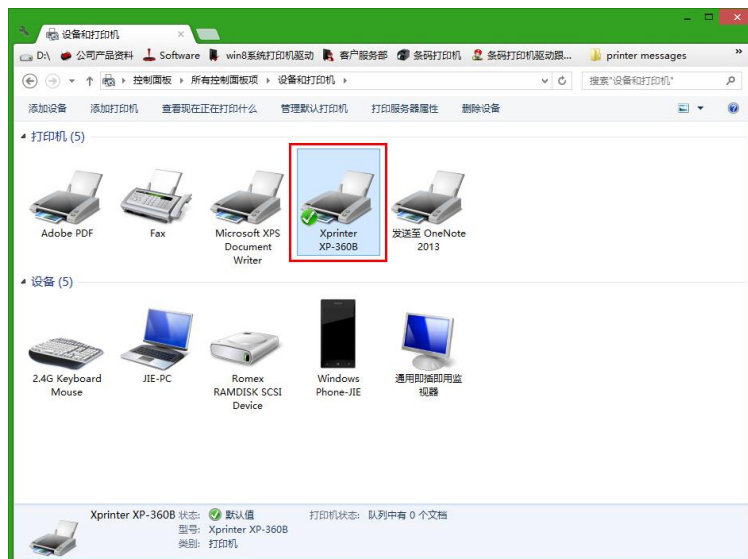 设备和打印机
D:\ 公司产品资料 Software win8系统打印机驱动 客户服务部 条码打印机 条码打印机驱动跟... printer messages »
控制面板 所有控制面板项 设备和打印机 搜索"设备和打印机"
添加设备 添加打印机 查看现在正在打印什么 管理默认打印机 打印服务器属性 删除设备
打印机 (5)
Adobe PDF Fax Microsoft XPS Xprinter 发送至 OneNote
Document XP-360B 2013
Writer
设备 (5)
2.4G Keyboard JIE-PC Romex Windows 通用即插即用监
Mouse RAMDISK SCSI Phone-JIE 视器
Device
Xprinter XP-360B 状态: 默认值 打印机状态: 队列中有 0 个文档
型号: Xprinter XP-360B
类别: 打印机